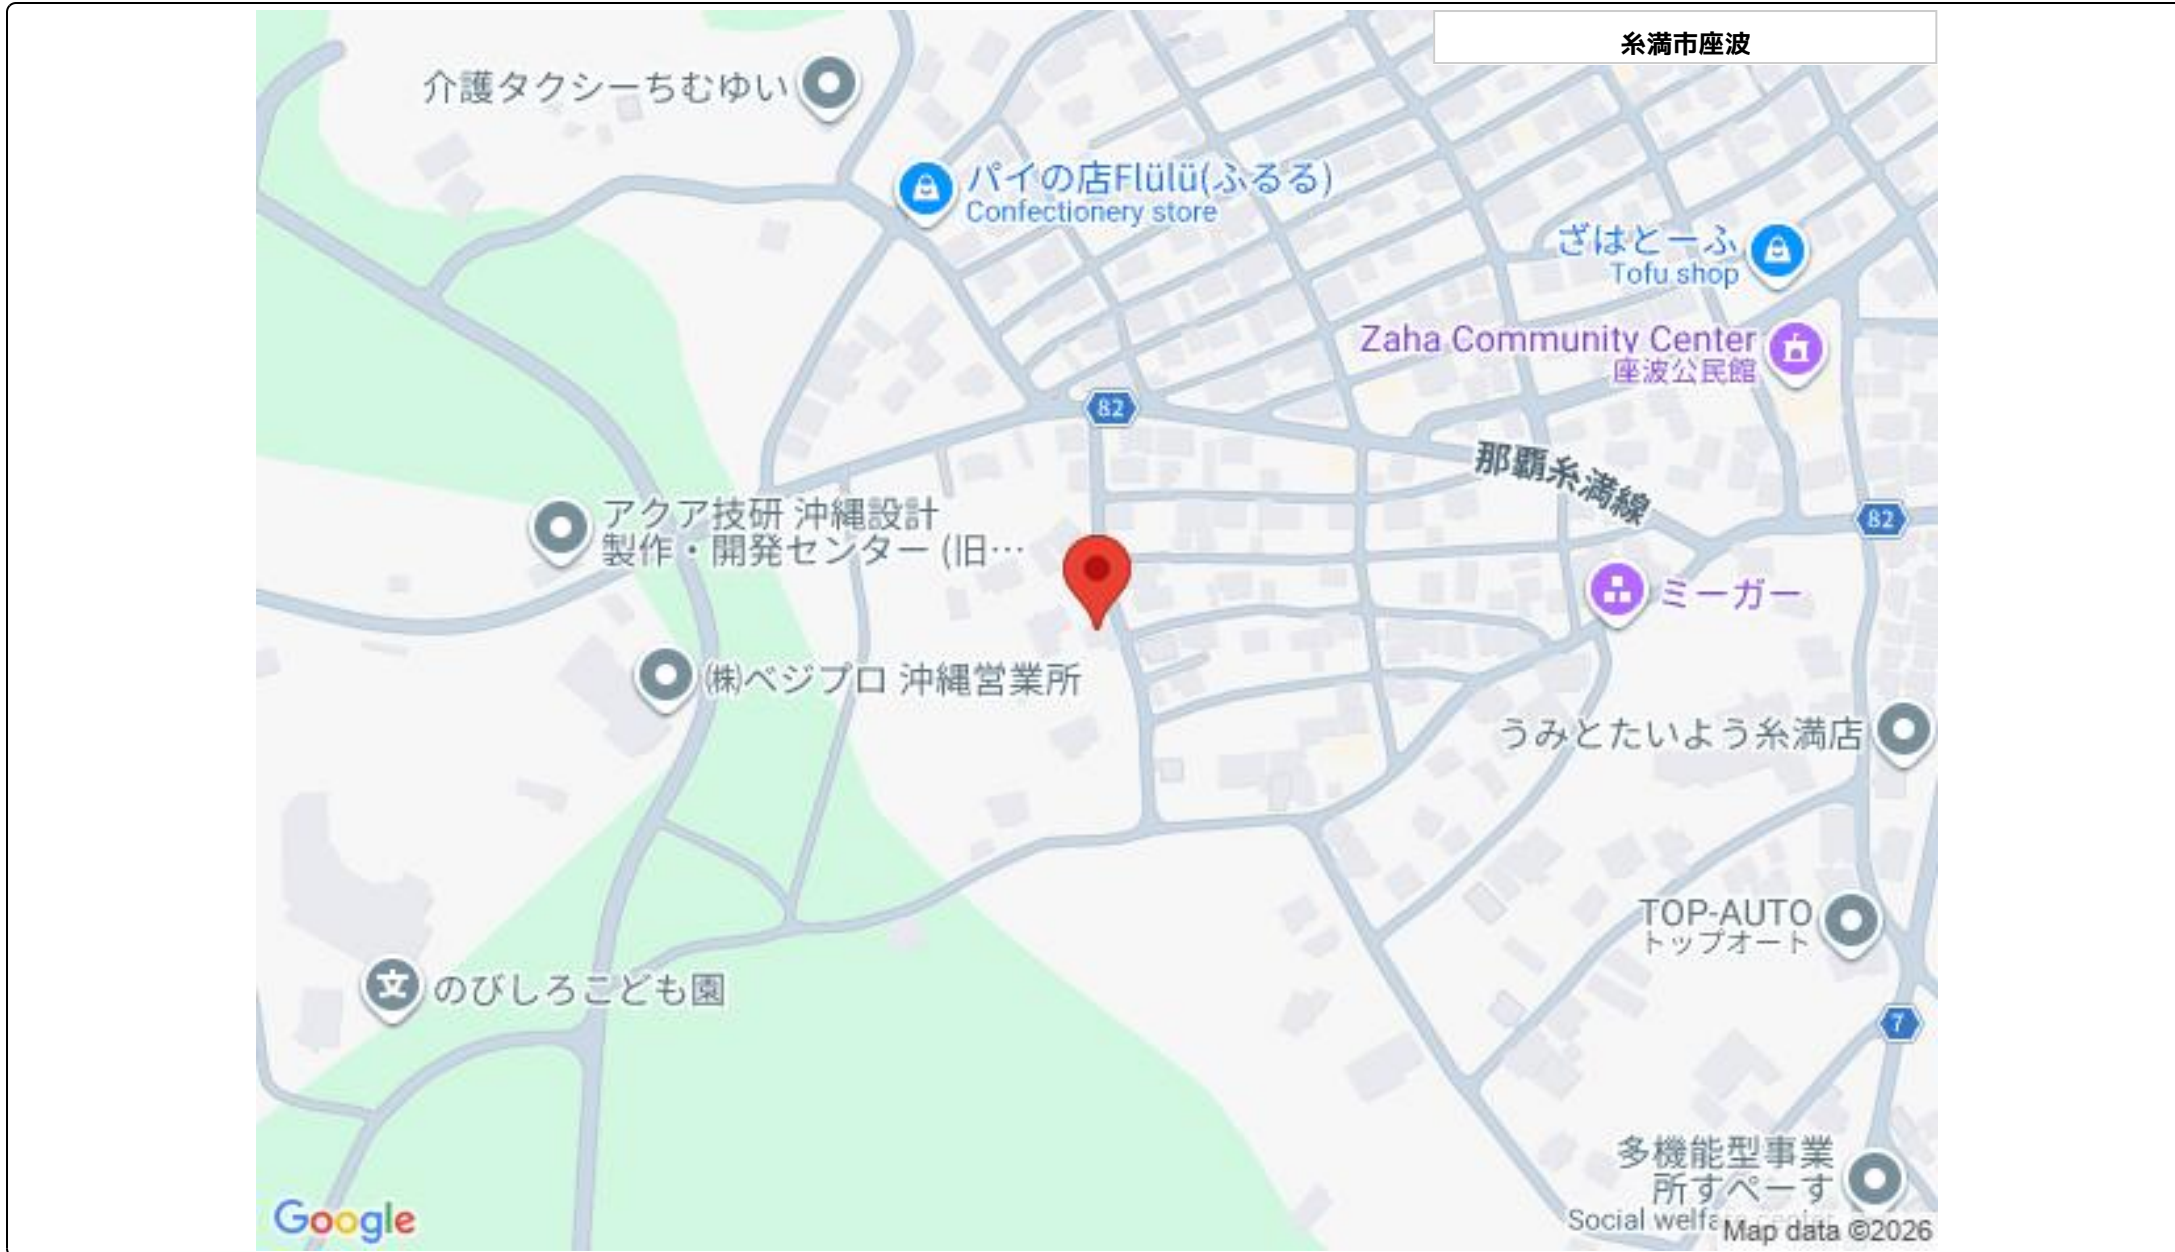 糸満市座波
介護タクシーちむゆい
パイの店Flülü(ふるる)
Confectionery store
ざはとーふ
Tofu shop
Zaha Community Center
座波公民館
82
那覇糸満線
82
アクア技研 沖縄設計
製作・開発センター (旧…
ミーガー
㈱ベジプロ 沖縄営業所
うみとたいよう糸満店
TOP-AUTO
トップオート
のびしろこども園
7
多機能型事業
所すぺーす
Social welfare center
Google
Map data ©2026